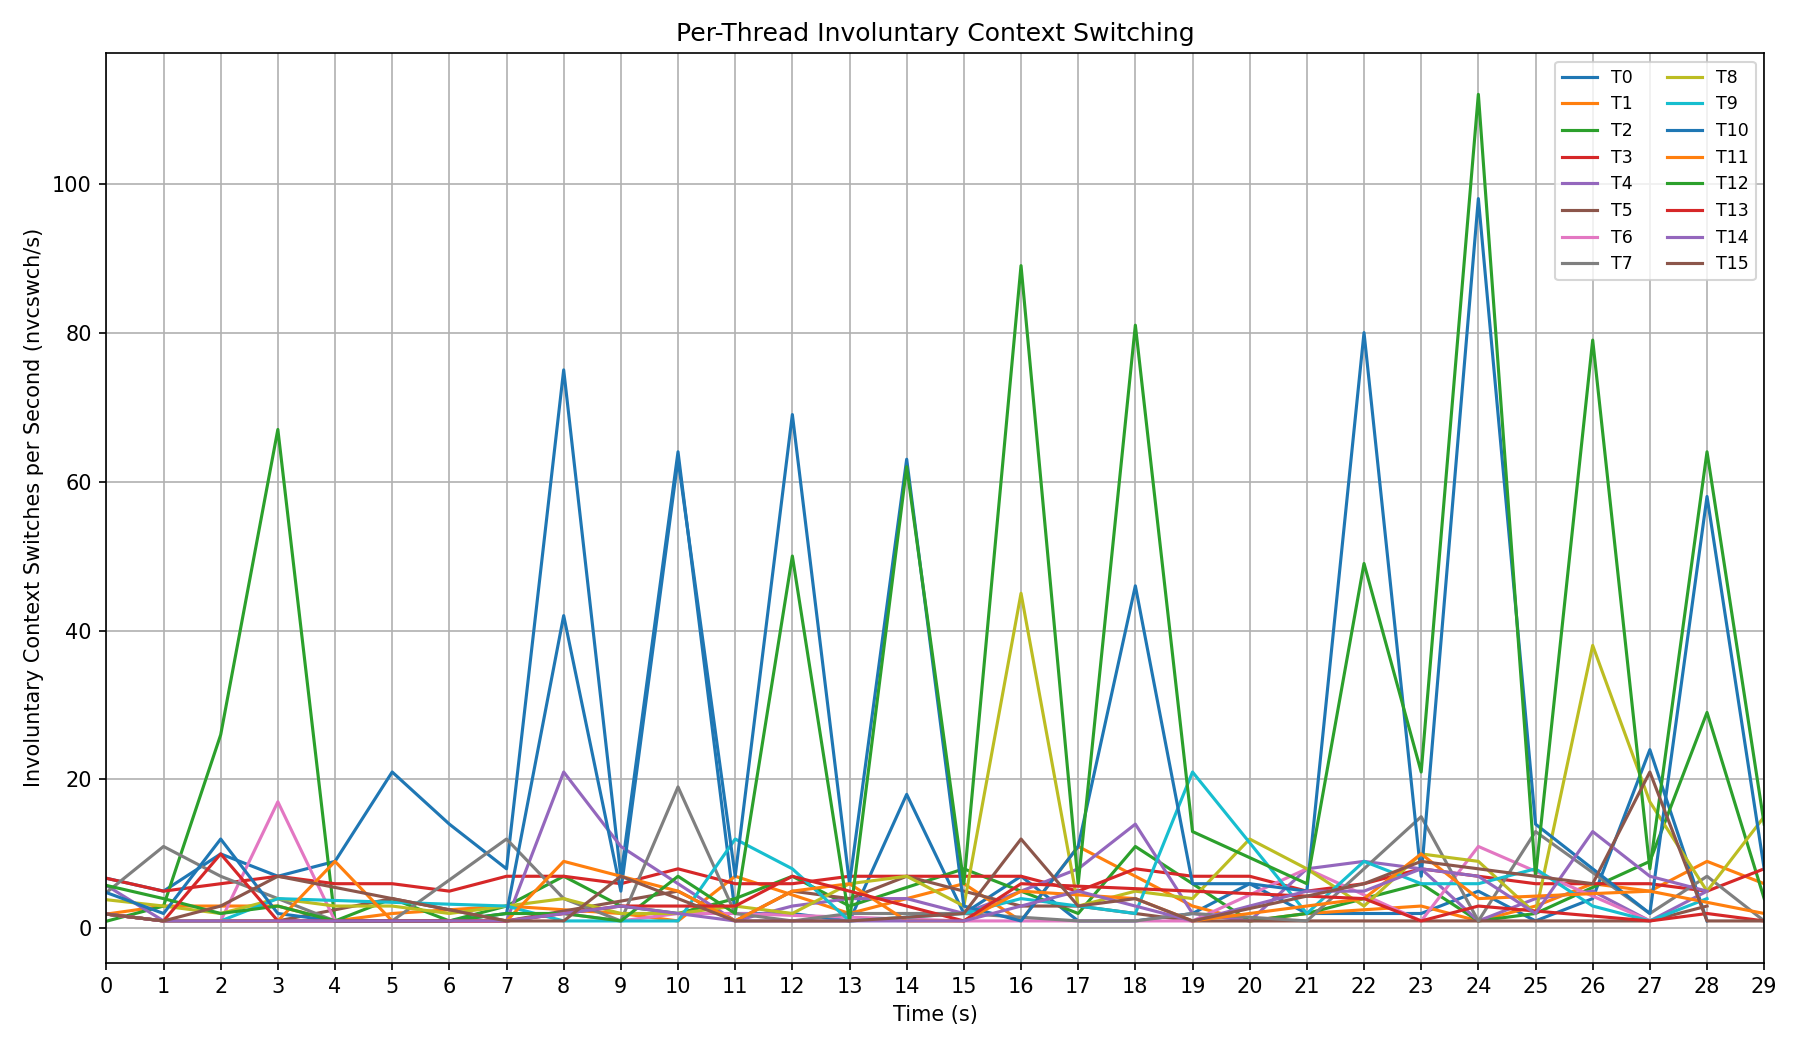 Per-Thread Involuntary Context Switching
Involuntary Context Switches per Second (nvcswch/s)
100
80
60
40
20
0
T0 T8
T1 T9
T2 T10
T3 T11
T4 T12
T5 T13
T6 T14
T7 T15
0 1 2 3 4 5 6 7 8 9 10 11 12 13 14 15 16 17 18 19 20 21 22 23 24 25 26 27 28 29
Time (s)